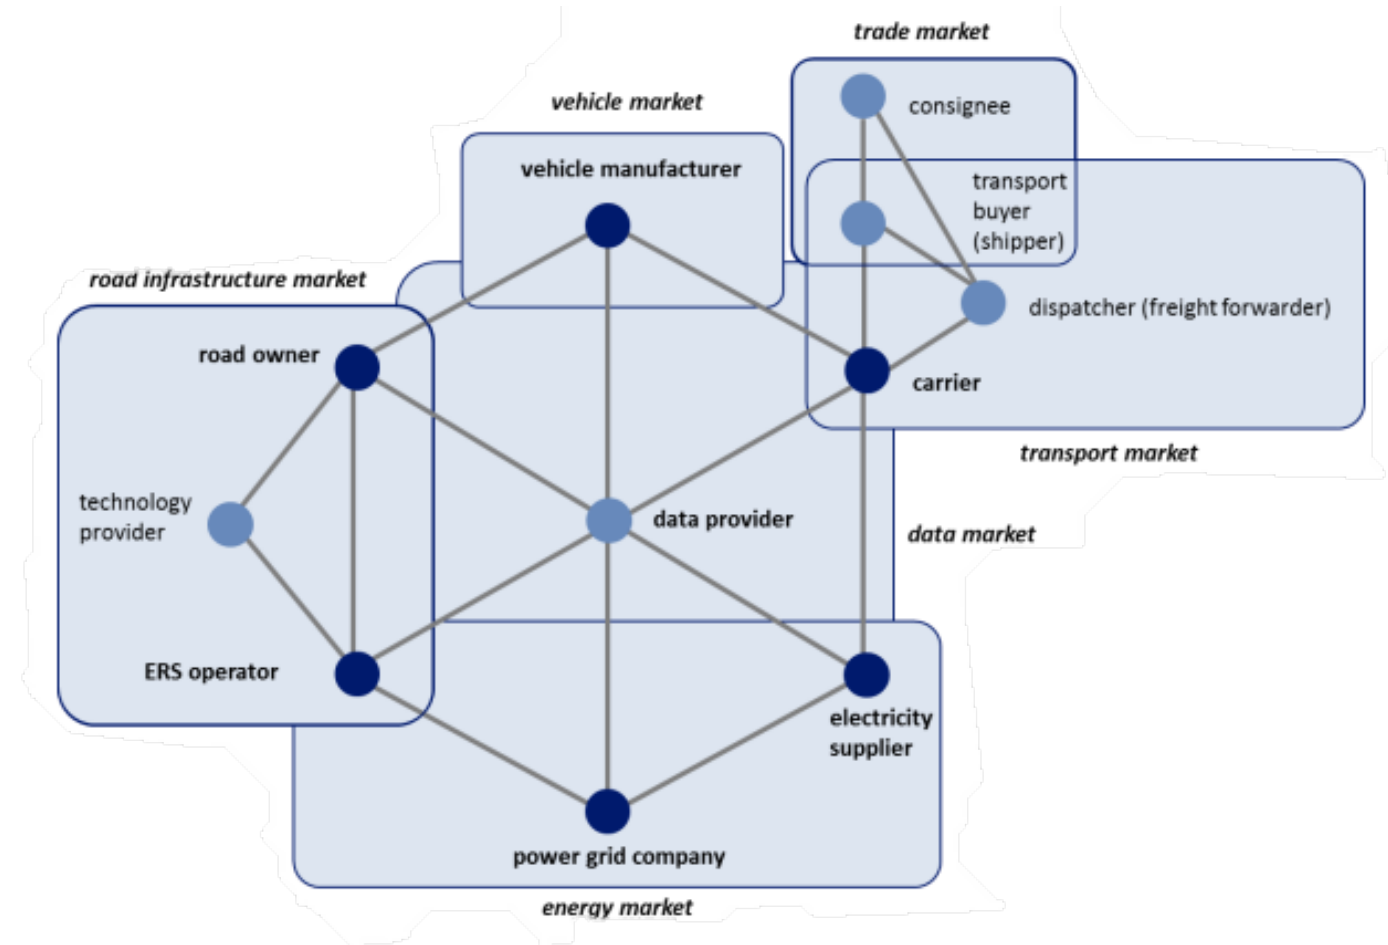 trade market
vehicle market
consignee
vehicle manufacturer
transport
buyer
(shipper)
road infrastructure market
dispatcher (freight forwarder)
road owner
carrier
transport market
technology
provider
data provider
data market
ERS operator
electricity
supplier
power grid company
energy market